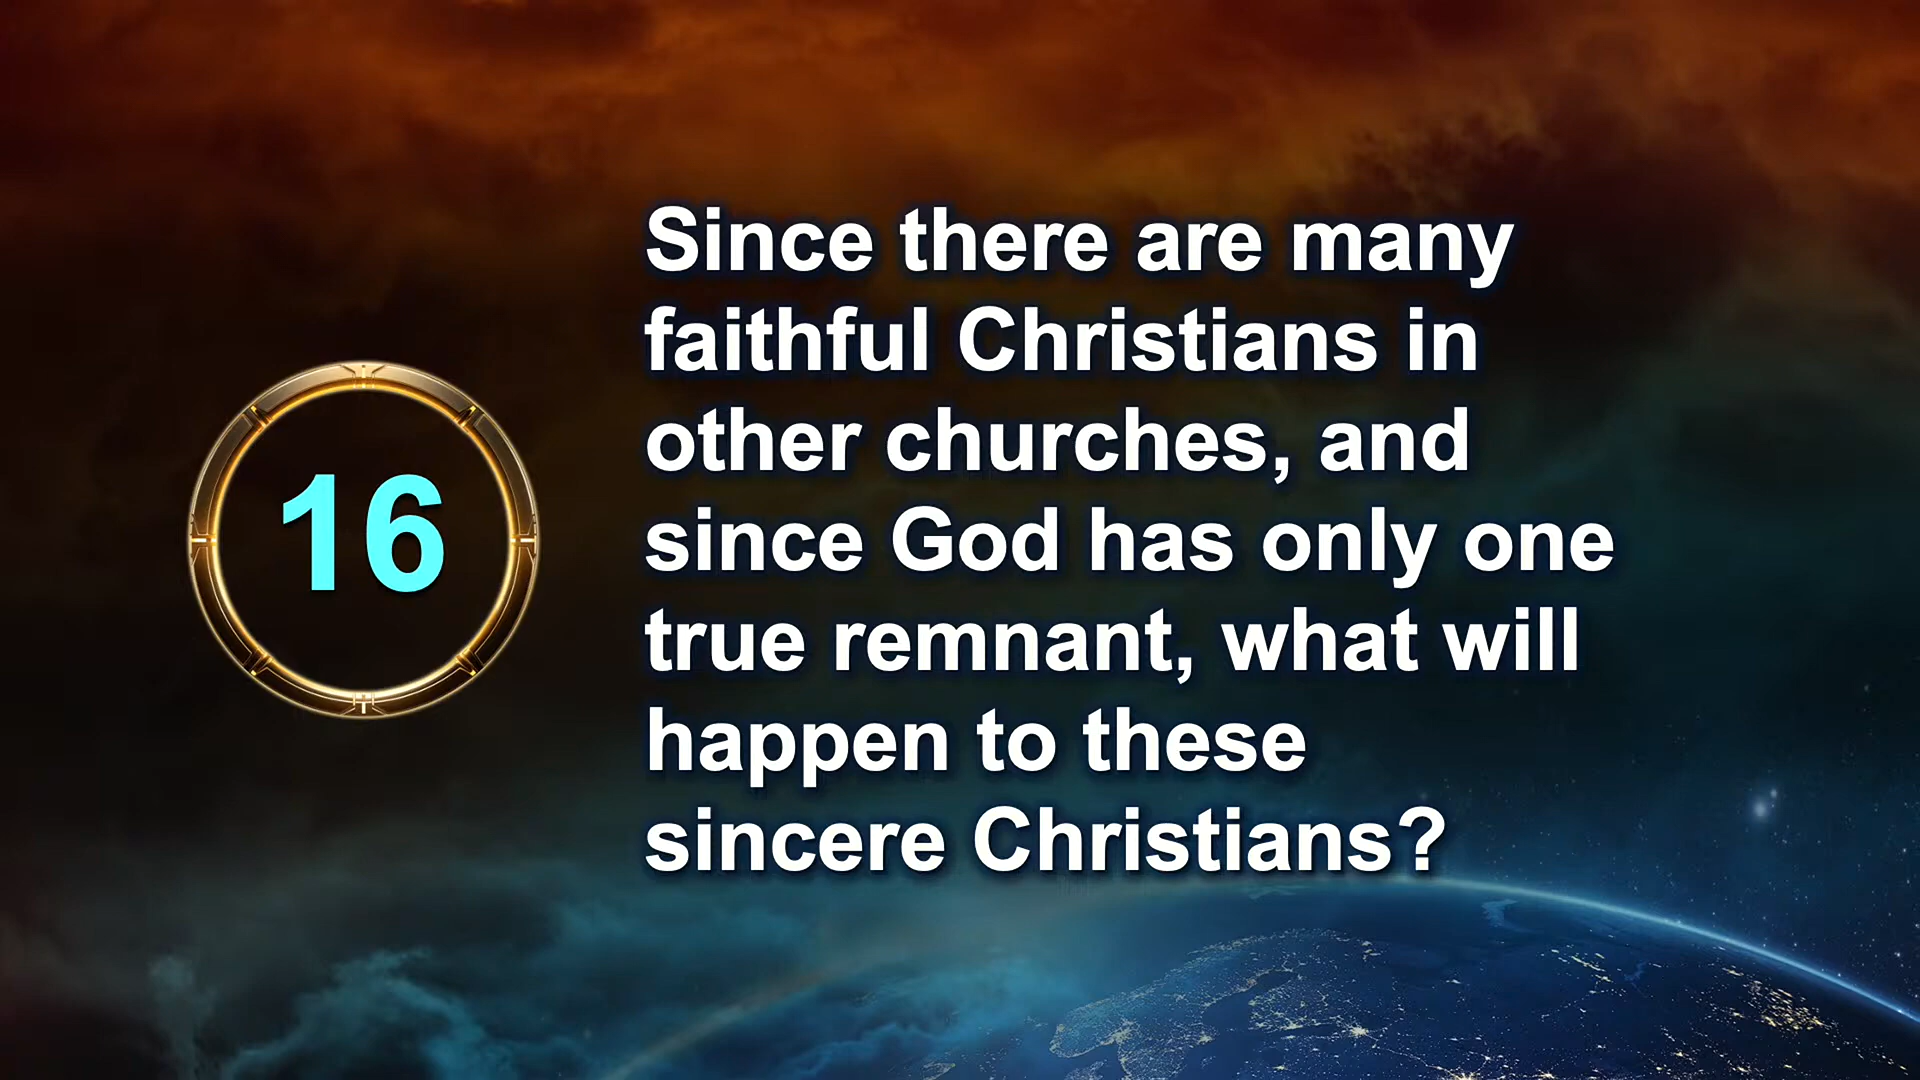 16
Since there are many
faithful Christians in
other churches, and
since God has only one
true remnant, what will
happen to these
sincere Christians?